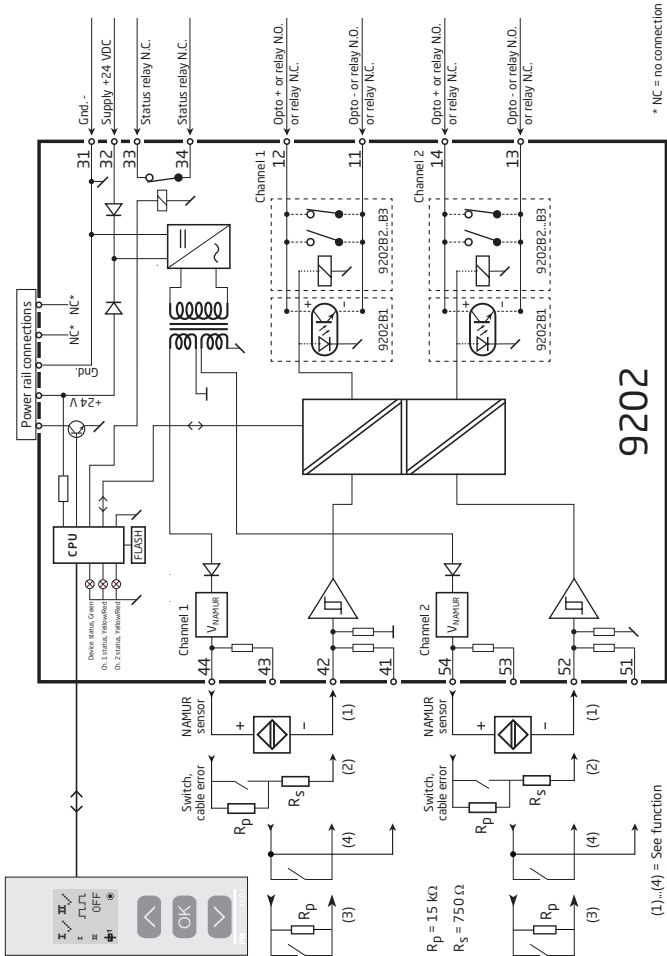 Power rail connections
NC*
NC*
Gnd.
+24 V
Gnd. -
Supply +24 VDC
Status relay N.C.
Status relay N.C.
31
32
33
34
CPU
FLASH
Device status, Green
Ch. 1 status, Yellow/Red
Ch. 2 status, Yellow/Red
Channel 1
Opto + or relay N.O.
or relay N.C.
Opto - or relay N.O.
or relay N.C.
12
11
+
-
9202B1
9202B2...B3
Channel 2
Opto + or relay N.O.
or relay N.C.
Opto - or relay N.O.
or relay N.C.
14
13
+
-
9202B1
9202B2...B3
9202
* NC = no connection
Channel 1
VNAMUR
44
43
42
41
NAMUR
sensor
+
-
(1)
Switch,
cable error
Rp
Rs
(2)
(4)
Rp
(3)
Channel 2
VNAMUR
54
53
52
51
NAMUR
sensor
+
-
(1)
Switch,
cable error
Rp
Rs
(2)
(4)
Rp
(3)
Rp = 15 kΩ
Rs = 750 Ω
(1)...(4) = See function
OFF
OK